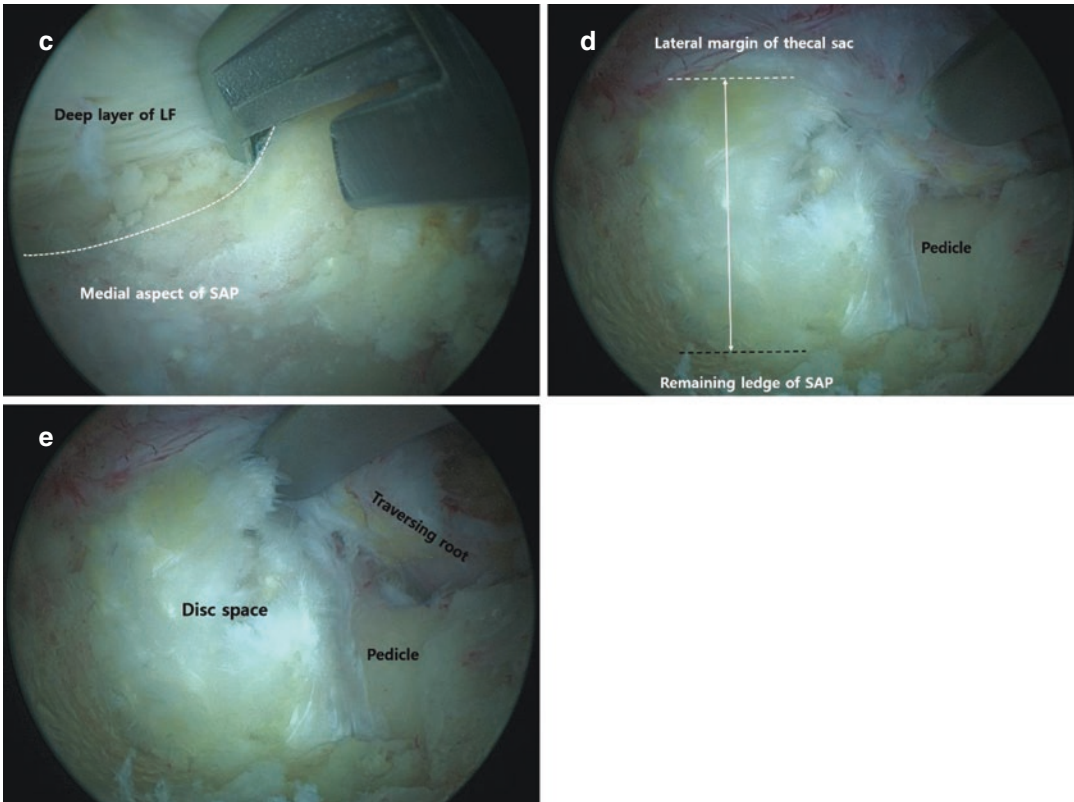 c
Deep layer of LF
Medial aspect of SAP
d
Lateral margin of thecal sac
Pedicle
Remaining ledge of SAP
e
Traversing root
Disc space
Pedicle